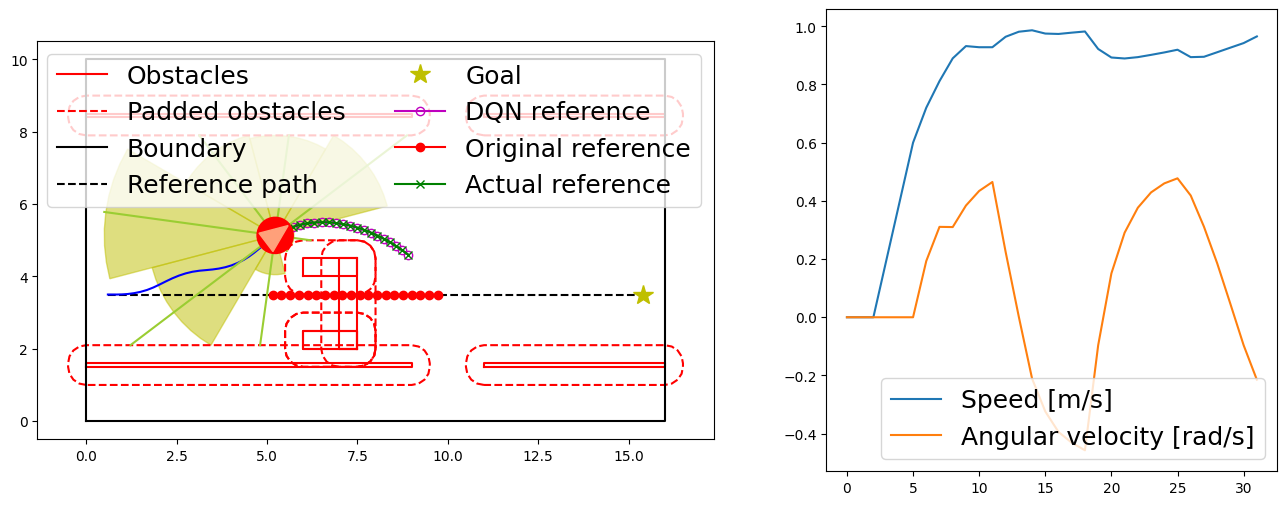 10
8
6
4
2
0
0.0 2.5 5.0 7.5 10.0 12.5 15.0
Obstacles
Padded obstacles
Boundary
Reference path
Goal
DQN reference
Original reference
Actual reference
1.0
0.8
0.6
0.4
0.2
0.0
−0.2
−0.4
0 5 10 15 20 25 30
Speed [m/s]
Angular velocity [rad/s]